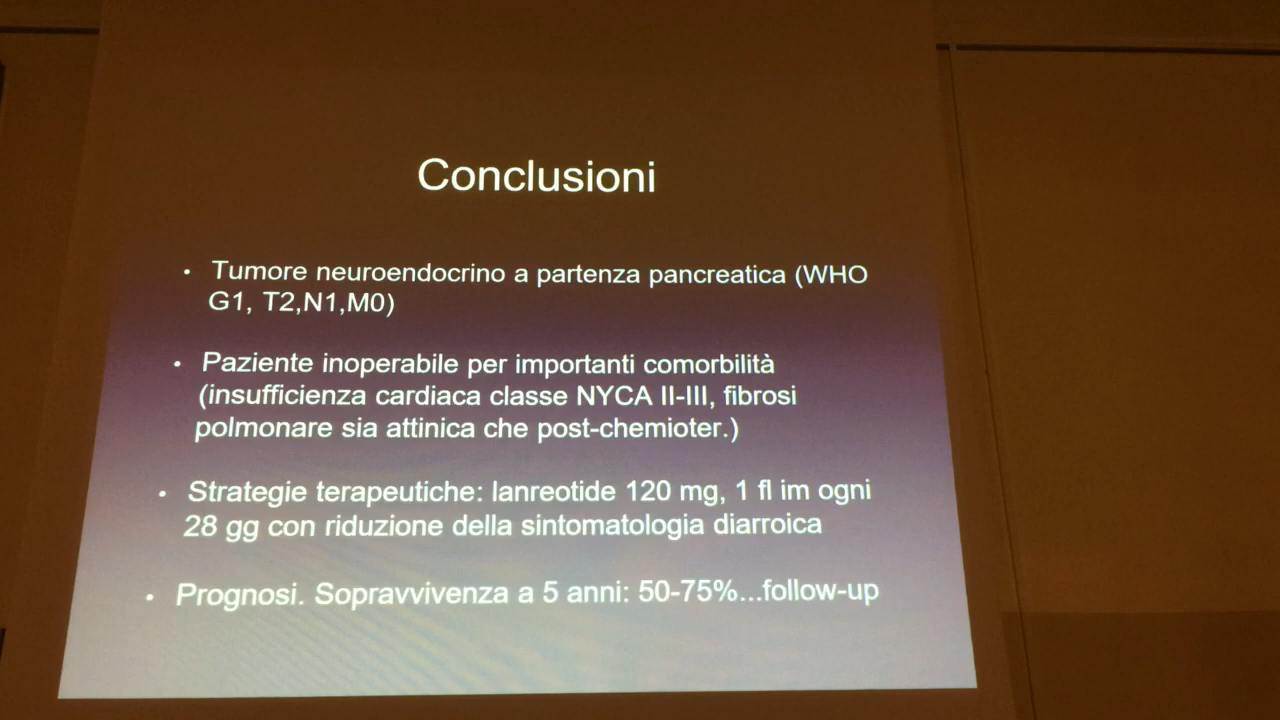 Conclusioni
• Tumore neuroendocrino a partenza pancreatica (WHO
G1, T2,N1,M0)
• Paziente inoperabile per importanti comorbilità
(insufficienza cardiaca classe NYCA II-III, fibrosi
polmonare sia attinica che post-chemioter.)
• Strategie terapeutiche: lanreotide 120 mg, 1 fl im ogni
28 gg con riduzione della sintomatologia diarroica
• Prognosi. Sopravvivenza a 5 anni: 50-75%...follow-up